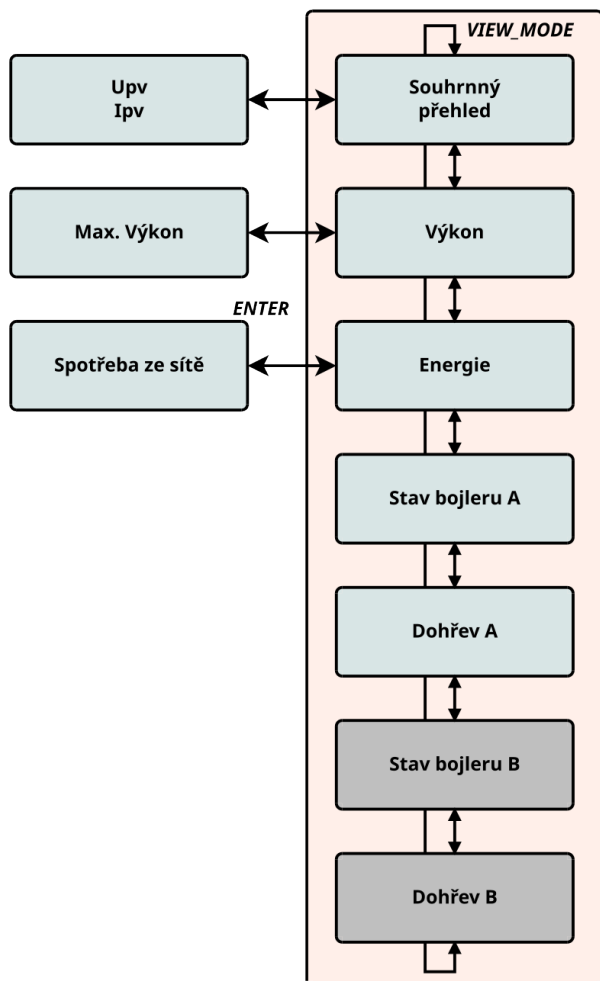 VIEW_MODE
Upv
Ipv
Souhrnný
přehled
Max. Výkon
Výkon
ENTER
Spotřeba ze sítě
Energie
Stav bojleru A
Dohřev A
Stav bojleru B
Dohřev B